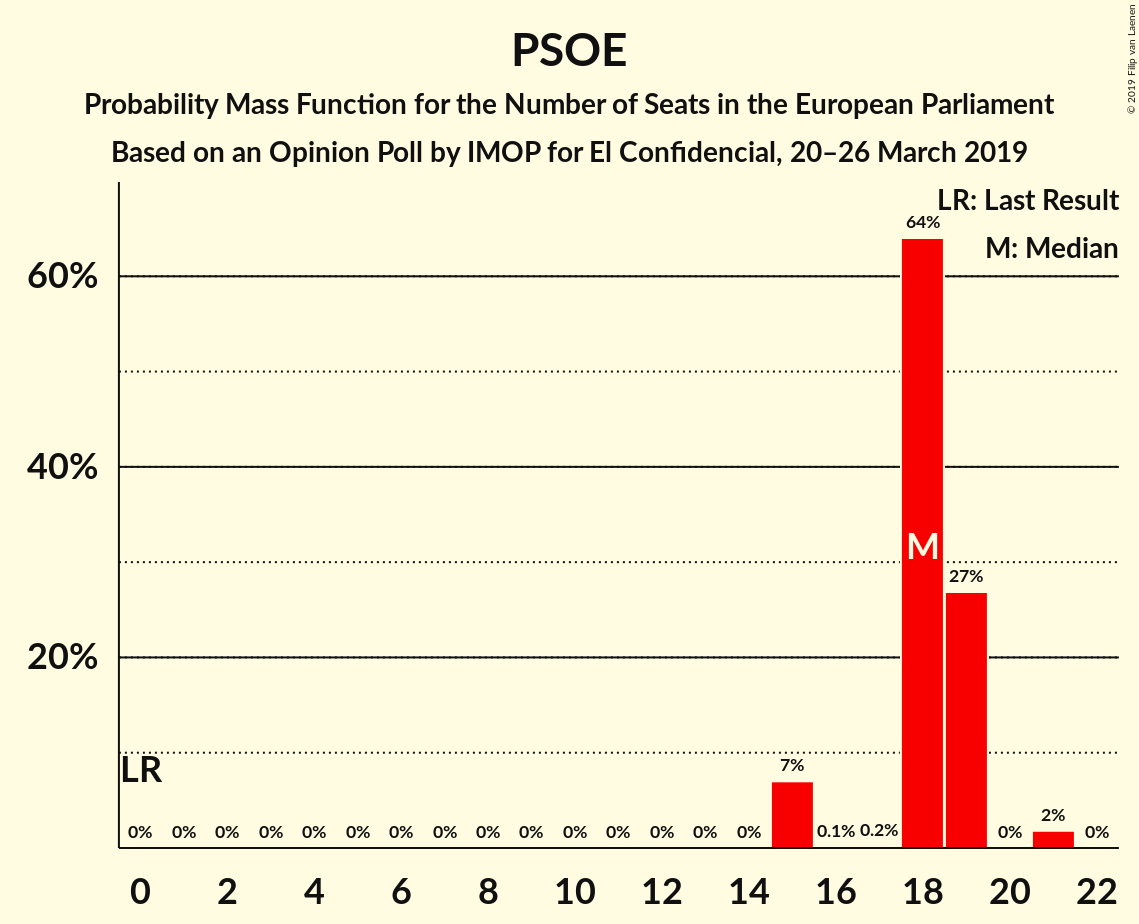 PSOE
Probability Mass Function for the Number of Seats in the European Parliament
Based on an Opinion Poll by IMOP for El Confidencial, 20–26 March 2019
© 2019 Filip van Laenen
LR: Last Result
M: Median
64%
60%
40%
M
27%
20%
LR
7%
0% 0% 0% 0% 0% 0% 0% 0% 0% 0% 0% 0% 0% 0% 0% 0.1% 0.2% 0% 2% 0%
0 2 4 6 8 10 12 14 16 18 20 22